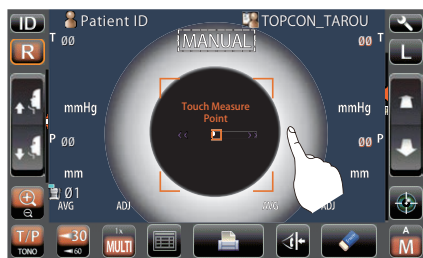 ID
Patient ID
TOPCON_TAROU
R
T 00
MANUAL
00 T
L
Touch Measure
Point
mmHg
mmHg
P 00
00 P
mm
mm
01
AVG
ADJ
AVG
ADJ
T/P
TONO
30
60
1x
MULTI
A
M